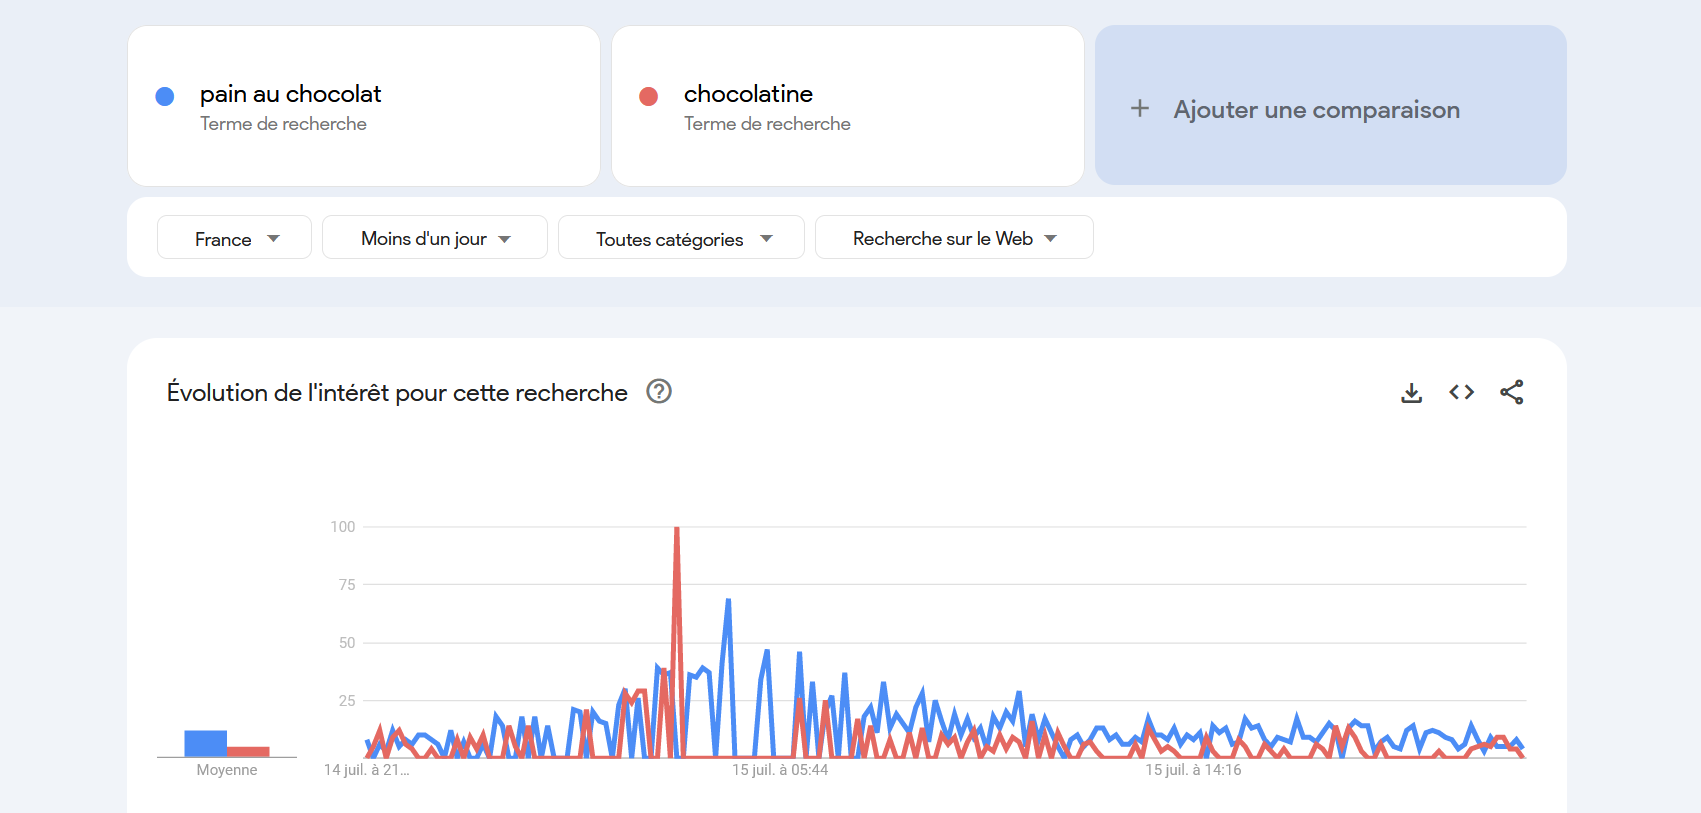 pain au chocolat
Terme de recherche
chocolatine
Terme de recherche
+ Ajouter une comparaison
France
Moins d'un jour
Toutes catégories
Recherche sur le Web
Évolution de l'intérêt pour cette recherche
100
75
50
25
Moyenne
14 juil. à 21…
15 juil. à 05:44
15 juil. à 14:16